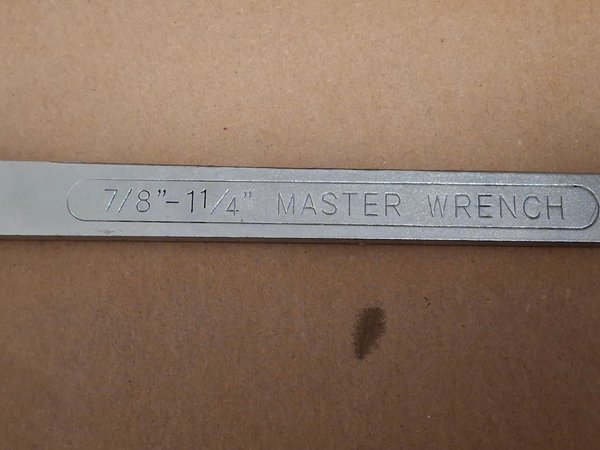 7/8"-1 1/4" MASTER WRENCH